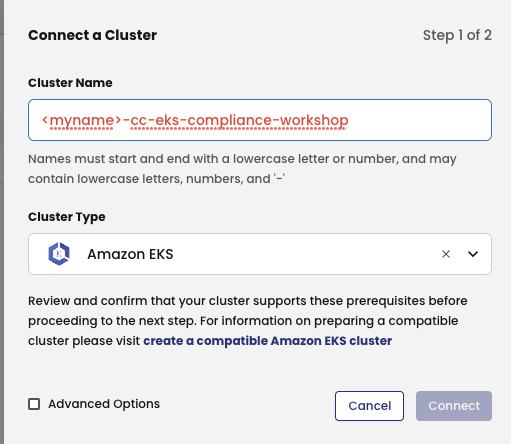 Connect a Cluster
Step 1 of 2
Cluster Name
<myname>-cc-eks-compliance-workshop
Names must start and end with a lowercase letter or number, and may
contain lowercase letters, numbers, and '-'
Cluster Type
Amazon EKS
Review and confirm that your cluster supports these prerequisites before
proceeding to the next step. For information on preparing a compatible
cluster please visit create a compatible Amazon EKS cluster
Advanced Options
Cancel
Connect